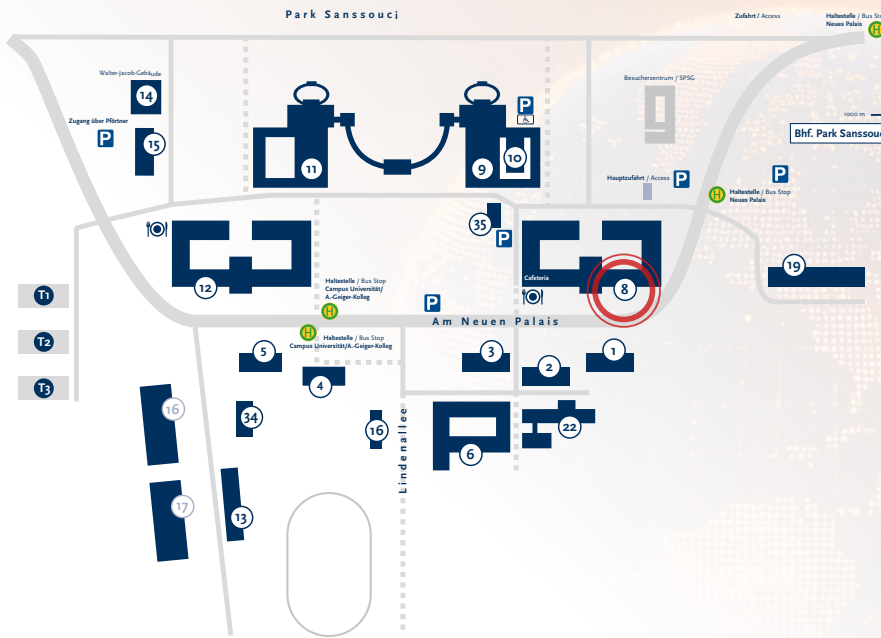 Park Sanssouci
Zufahrt / Access
Haltestelle / Bus Stop
Neues Palais
H
Walter-Jacob-Gebäude
14
Besucherzentrum / SPSG
P
1000 m
Zugang über Pförtner
P
15
Bhf. Park Sanssouc
11
9
10
Hauptzufahrt / Access
P
P
H
Haltestelle / Bus Stop
Neues Palais
35
P
12
Cafeteria
8
19
Haltestelle / Bus Stop
Campus Universität/
A.-Geiger-Kolleg
H
T1
P
Am Neuen Palais
H
Haltestelle / Bus Stop
Campus Universität/A.-Geiger-Kolleg
T2
5
3
2
1
4
T3
16
34
16
Lindenallee
6
22
17
13